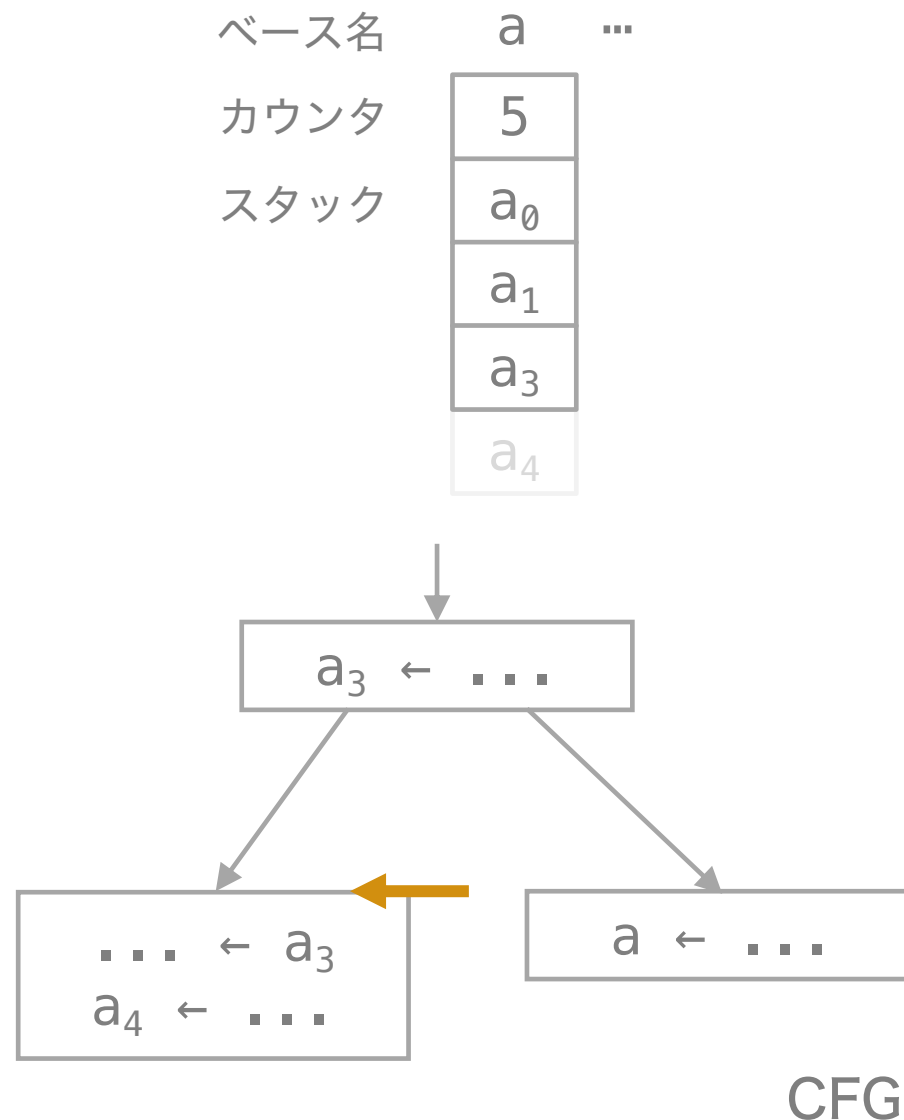 ベース名 a …
カウンタ 5
スタック a₀
a₁
a₃
a₄
a₃ ← ...
... ← a₃
a₄ ← ...
a ← ...
CFG